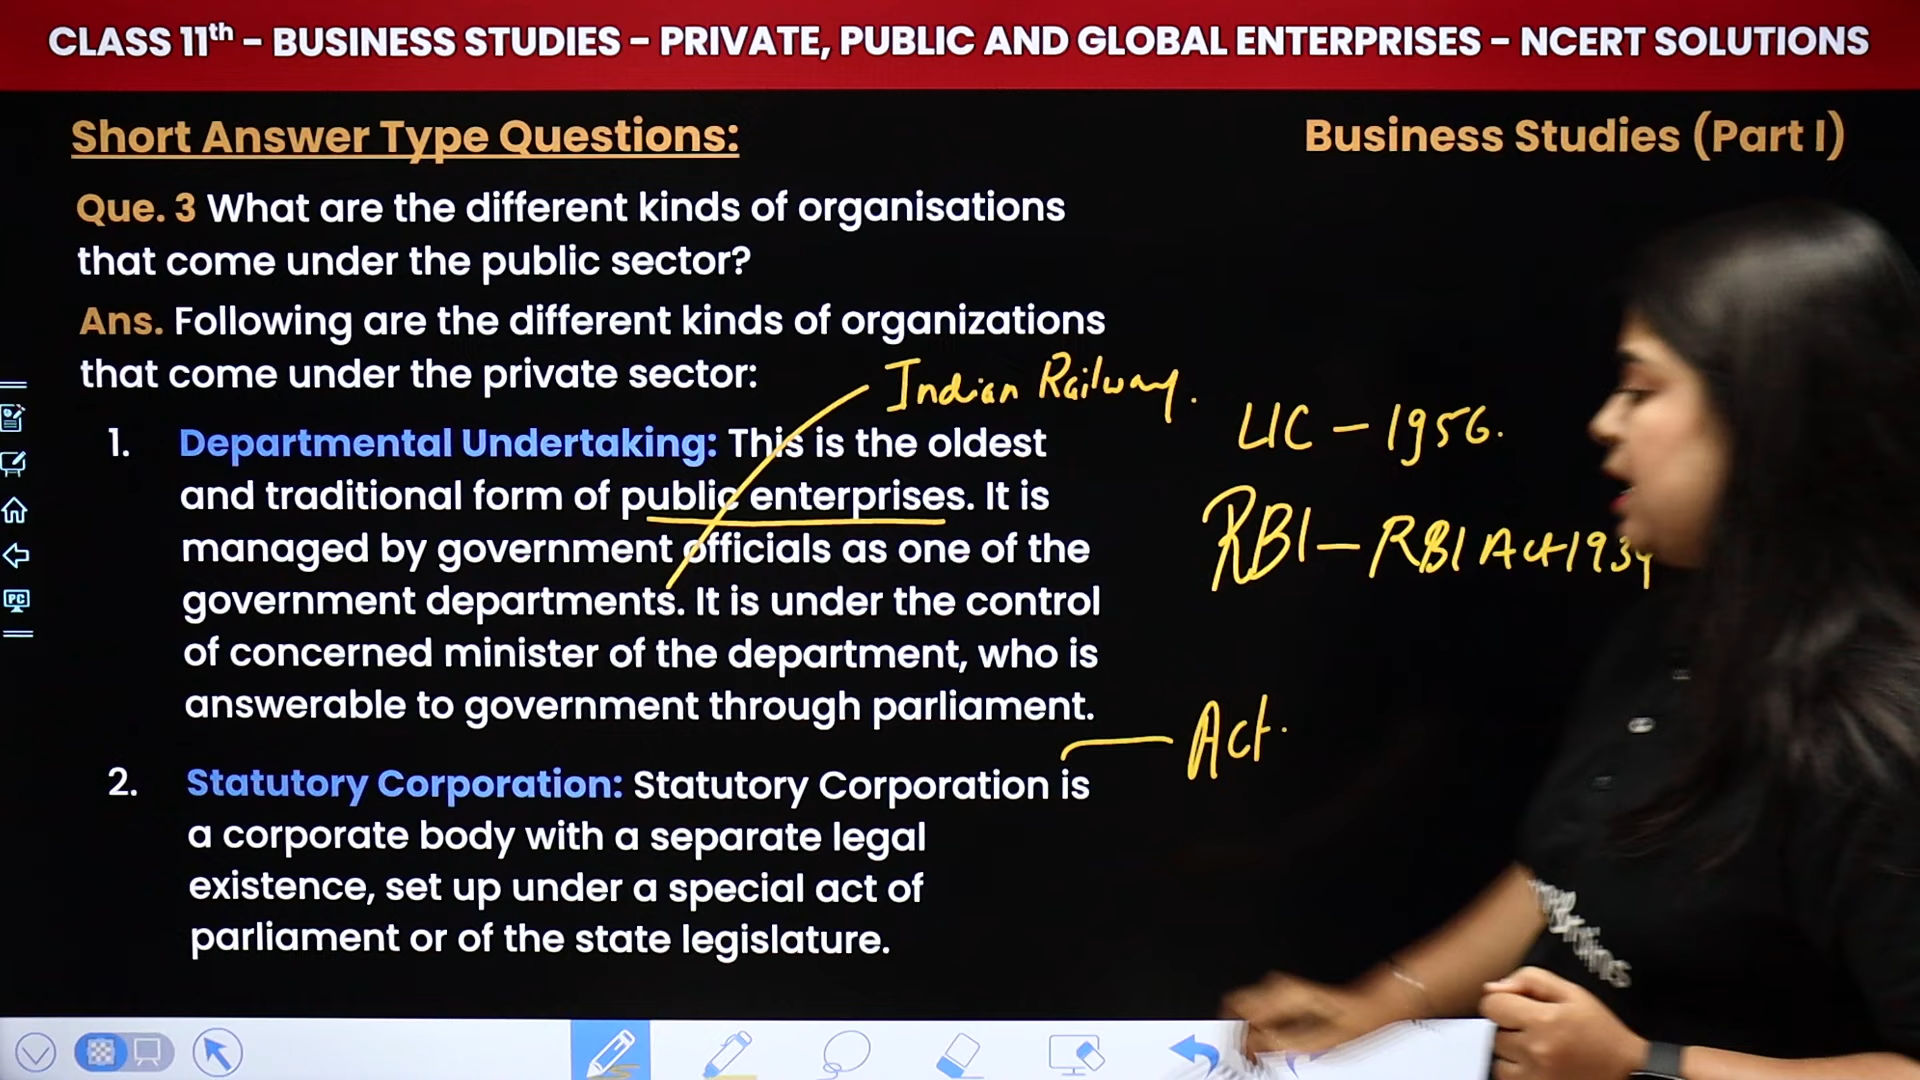 CLASS 11th – BUSINESS STUDIES – PRIVATE, PUBLIC AND GLOBAL ENTERPRISES – NCERT SOLUTIONS
Short Answer Type Questions:
Business Studies (Part I)
Que. 3 What are the different kinds of organisations
that come under the public sector?
Ans. Following are the different kinds of organizations
that come under the private sector:
Indian Railway.
LIC – 1956.
1. Departmental Undertaking: This is the oldest
and traditional form of public enterprises. It is
RBI – RBI Act 1934
managed by government officials as one of the
government departments. It is under the control
of concerned minister of the department, who is
answerable to government through parliament.
Act.
2. Statutory Corporation: Statutory Corporation is
a corporate body with a separate legal
existence, set up under a special act of
parliament or of the state legislature.
PC